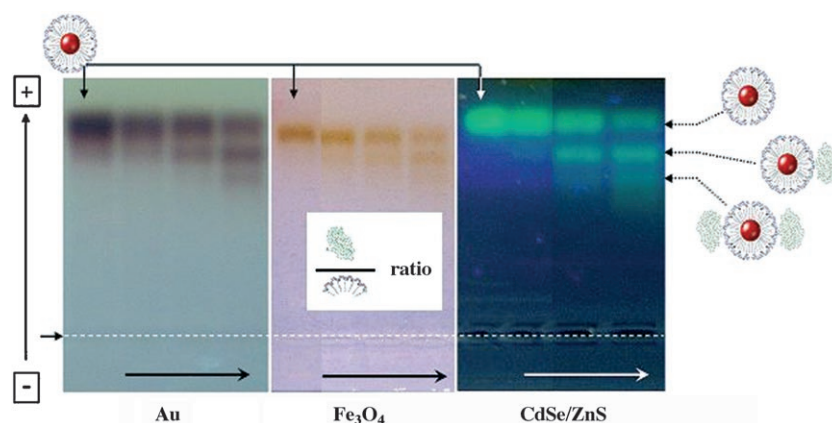 +
ratio
-
Au
Fe₃O₄
CdSe/ZnS